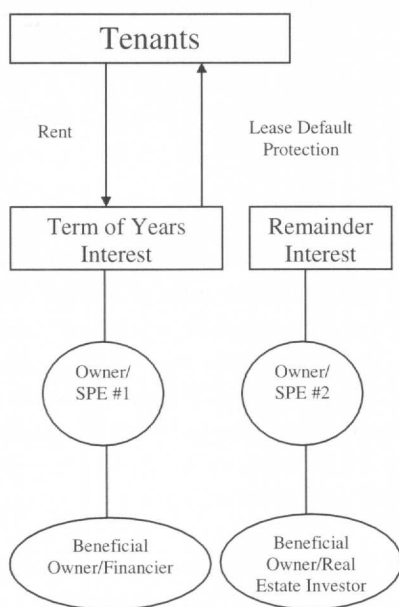 Tenants
Rent
Lease Default
Protection
Term of Years
Interest
Remainder
Interest
Owner/
SPE #1
Owner/
SPE #2
Beneficial
Owner/Financier
Beneficial
Owner/Real
Estate Investor